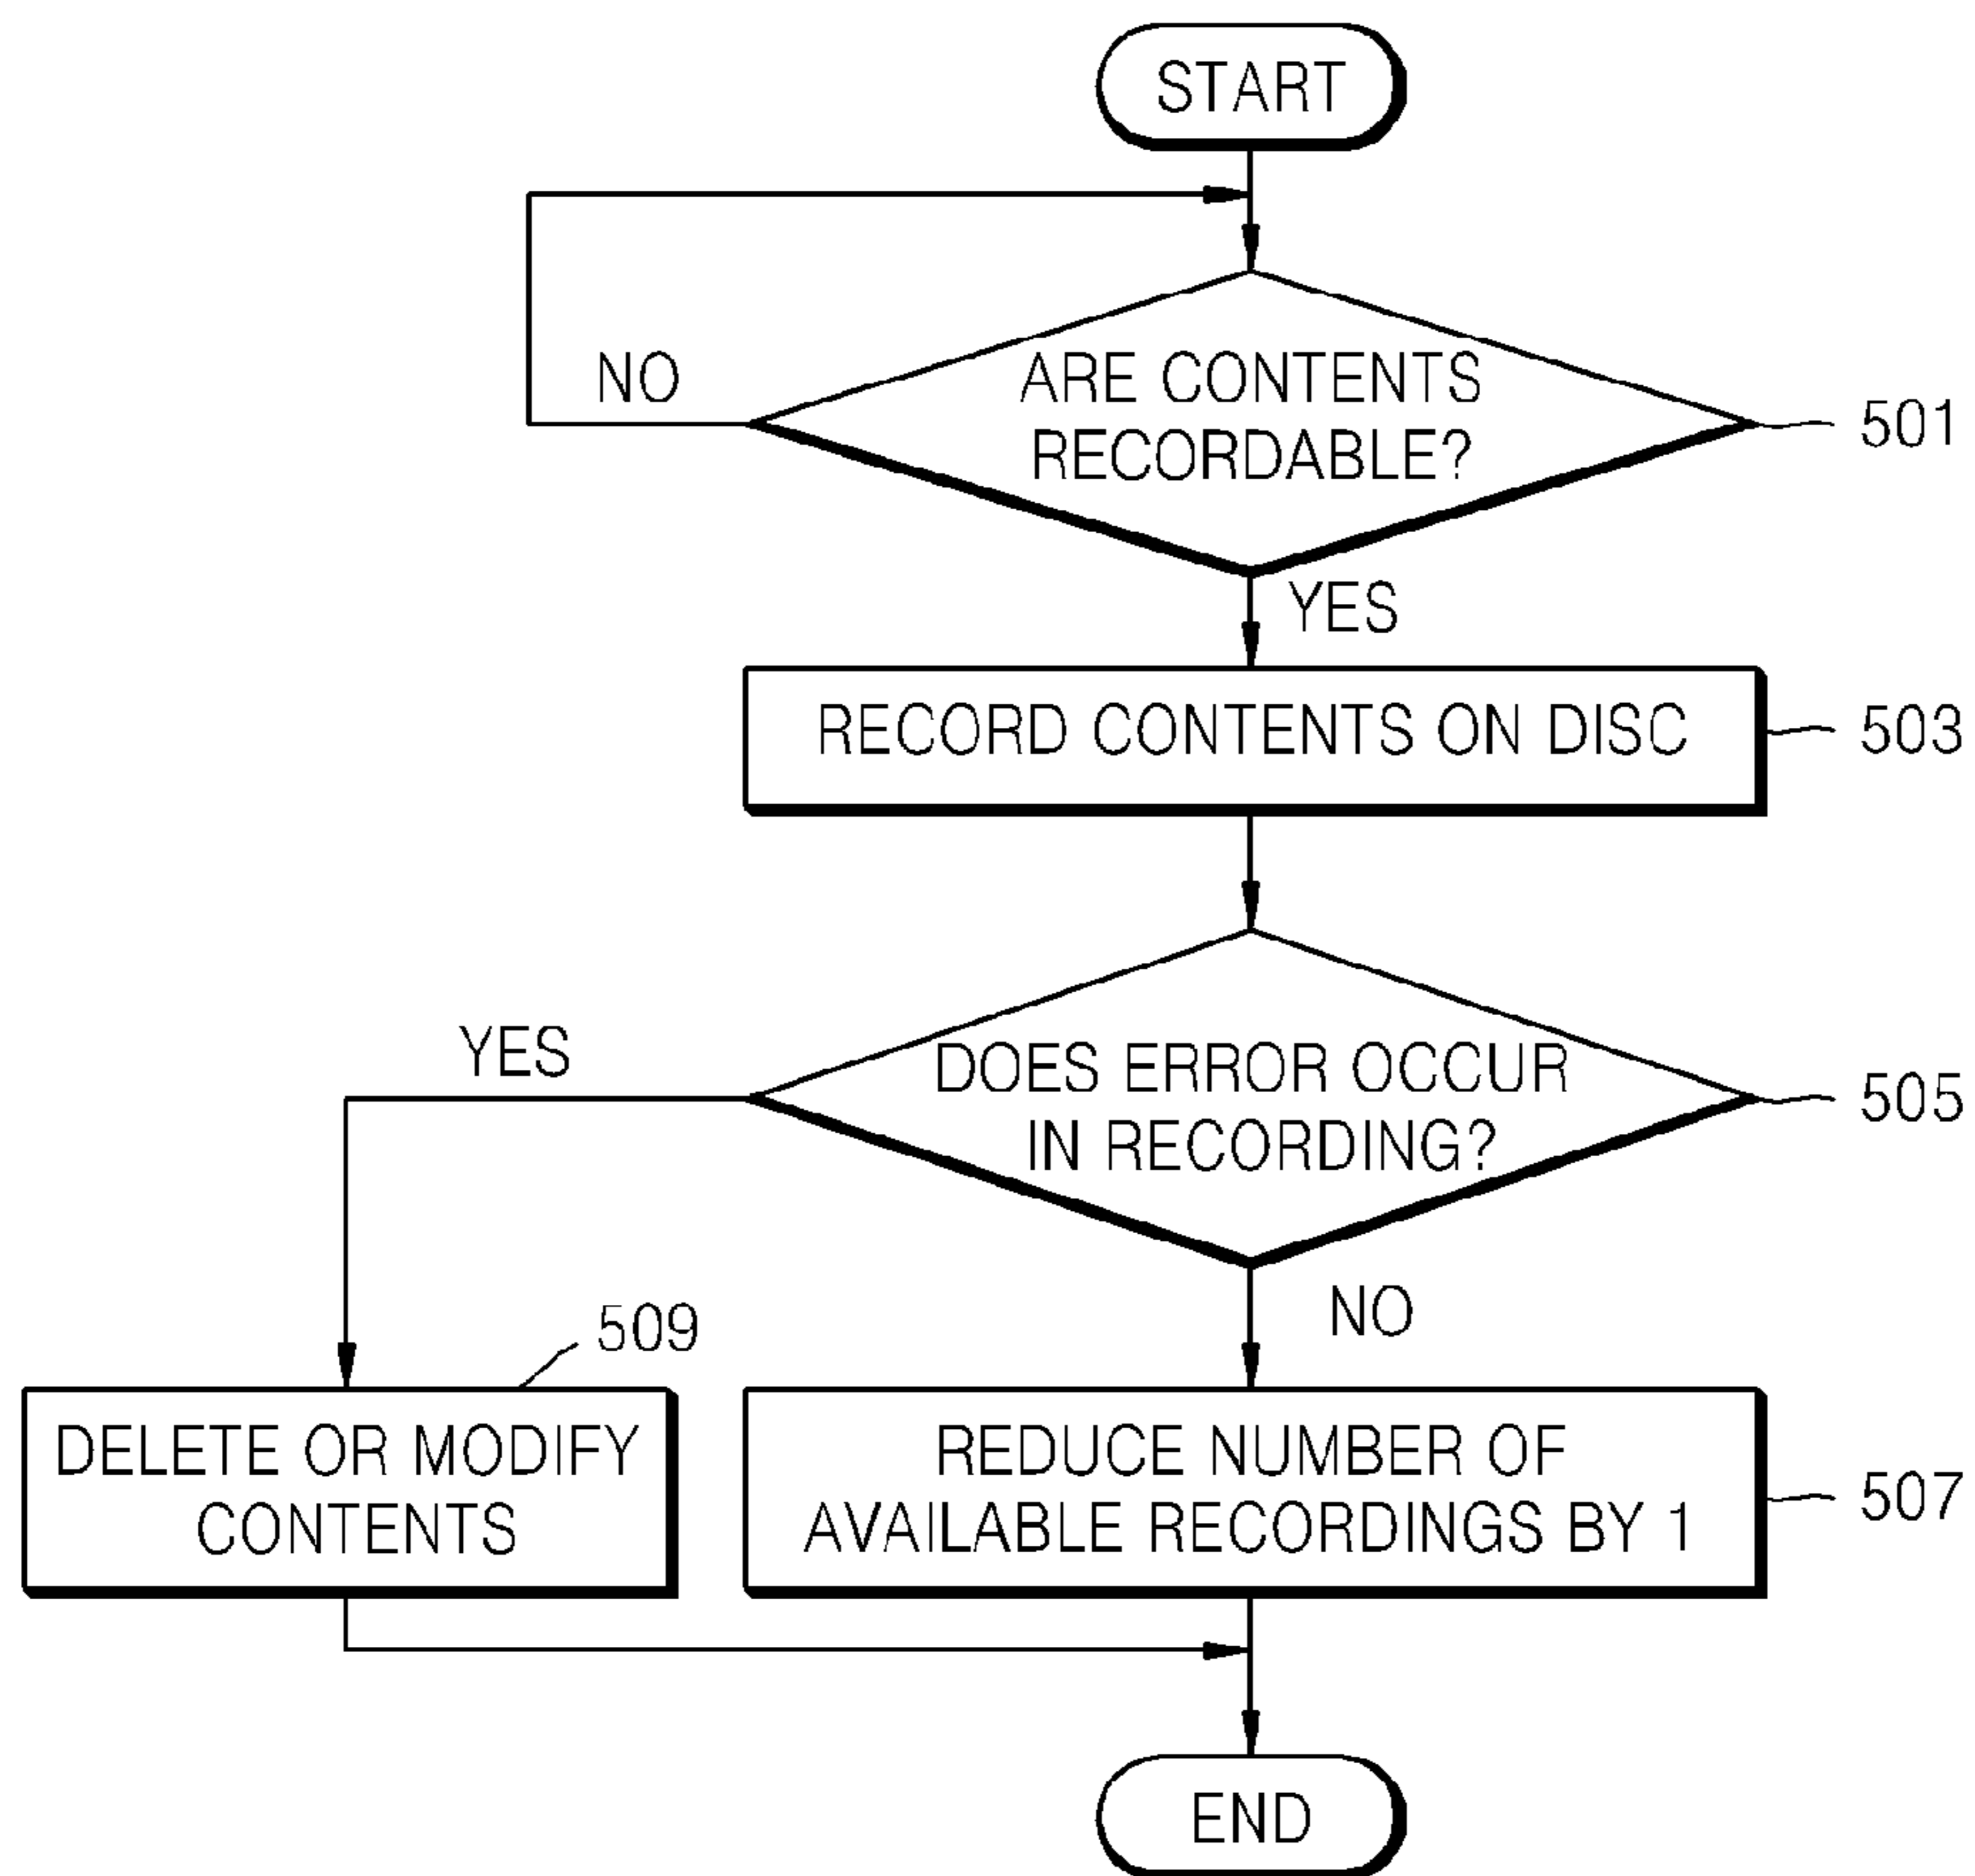 START
NO
ARE CONTENTS
RECORDABLE?
501
YES
RECORD CONTENTS ON DISC
503
YES
DOES ERROR OCCUR
IN RECORDING?
505
NO
509
DELETE OR MODIFY
CONTENTS
REDUCE NUMBER OF
AVAILABLE RECORDINGS BY 1
507
END